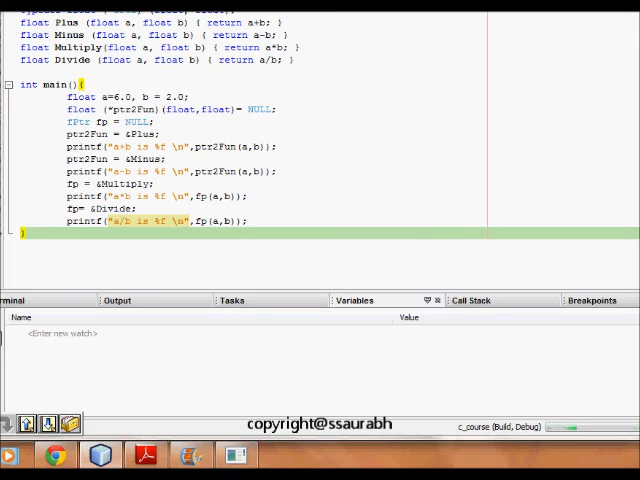 float Plus (float a, float b) { return a+b; }
float Minus (float a, float b) { return a-b; }
float Multiply(float a, float b) { return a*b; }
float Divide (float a, float b) { return a/b; }
int main(){
float a=6.0, b = 2.0;
float (*ptr2Fun)(float,float)= NULL;
fPtr fp = NULL;
ptr2Fun = &Plus;
printf("a+b is %f \n",ptr2Fun(a,b));
ptr2Fun = &Minus;
printf("a-b is %f \n",ptr2Fun(a,b));
fp = &Multiply;
printf("a*b is %f \n",fp(a,b));
fp= &Divide;
printf("a/b is %f \n",fp(a,b));
}
rminal Output Tasks Variables Call Stack Breakpoints
Name Value
<Enter new watch>
copyright@ssaurabh c_course (Build, Debug)